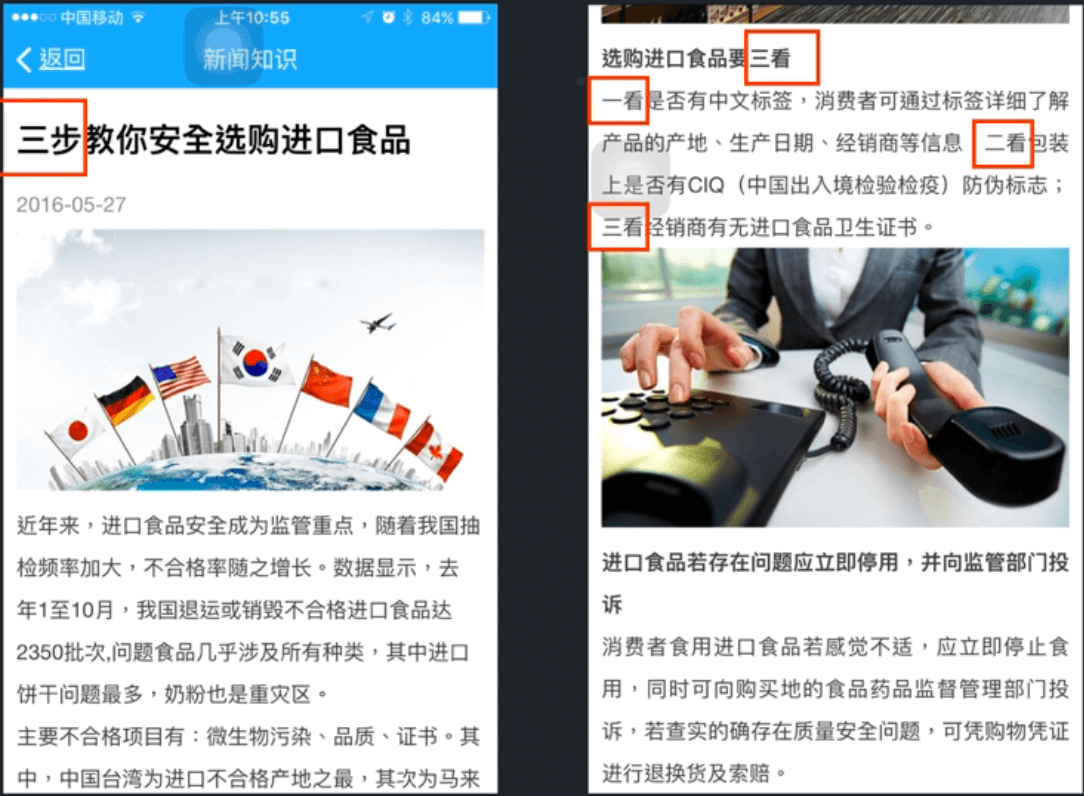 中国移动 上午10:55 84%
返回 新闻知识
三步教你安全选购进口食品
2016-05-27
近年来，进口食品安全成为监管重点，随着我国抽
检频率加大，不合格率随之增长。数据显示，去
年1至10月，我国退运或销毁不合格进口食品达
2350批次,问题食品几乎涉及所有种类，其中进口
饼干问题最多，奶粉也是重灾区。
主要不合格项目有：微生物污染、品质、证书。其
中，中国台湾为进口不合格产地之最，其次为马来
选购进口食品要三看
一看是否有中文标签，消费者可通过标签详细了解
产品的产地、生产日期、经销商等信息 二看包装
上是否有CIQ（中国出入境检验检疫）防伪标志；
三看经销商有无进口食品卫生证书。
进口食品若存在问题应立即停用，并向监管部门投
诉
消费者食用进口食品若感觉不适，应立即停止食
用，同时可向购买地的食品药品监督管理部门投
诉，若查实的确存在质量安全问题，可凭购物凭证
进行退换货及索赔。